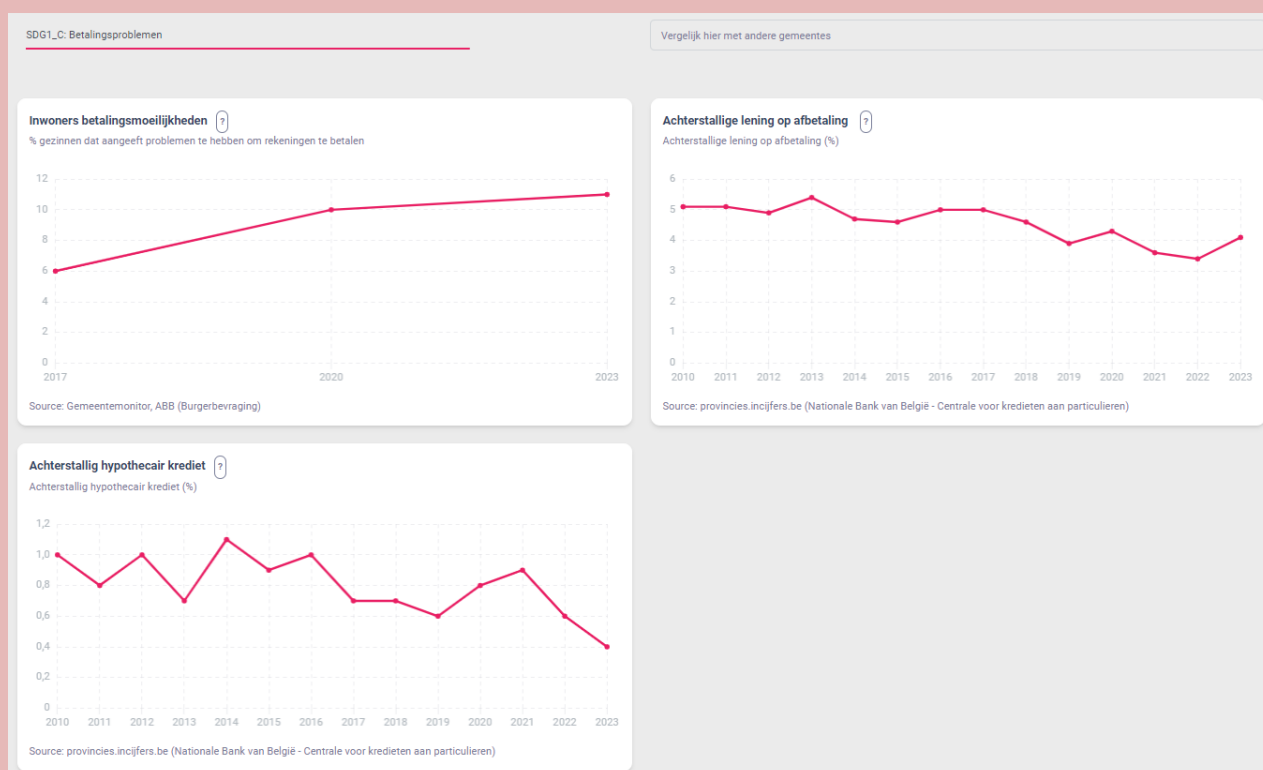 SDG1_C: Betalingsproblemen
Vergelijk hier met andere gemeentes
Inwoners betalingsmoeilijkheden ?
% gezinnen dat aangeeft problemen te hebben om rekeningen te betalen
12
10
8
6
4
2
0
2017 2020 2023
Source: Gemeentemonitor, ABB (Burgerbevraging)
Achterstallige lening op afbetaling ?
Achterstallige lening op afbetaling (%)
6
5
4
3
2
1
0
2010 2011 2012 2013 2014 2015 2016 2017 2018 2019 2020 2021 2022 2023
Source: provincies.incijfers.be (Nationale Bank van België - Centrale voor kredieten aan particulieren)
Achterstallig hypothecair krediet ?
Achterstallig hypothecair krediet (%)
1,2
1,0
0,8
0,6
0,4
0,2
0
2010 2011 2012 2013 2014 2015 2016 2017 2018 2019 2020 2021 2022 2023
Source: provincies.incijfers.be (Nationale Bank van België - Centrale voor kredieten aan particulieren)